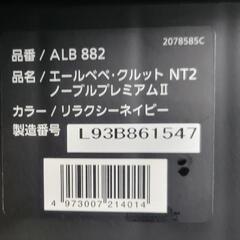 2078585C
品番 / ALB 882
品名 / エールベベ・クルット NT2
ノーブルプレミアムⅡ
カラー / リラクシーネイビー
製造番号 L93B861547
4 973007 214014